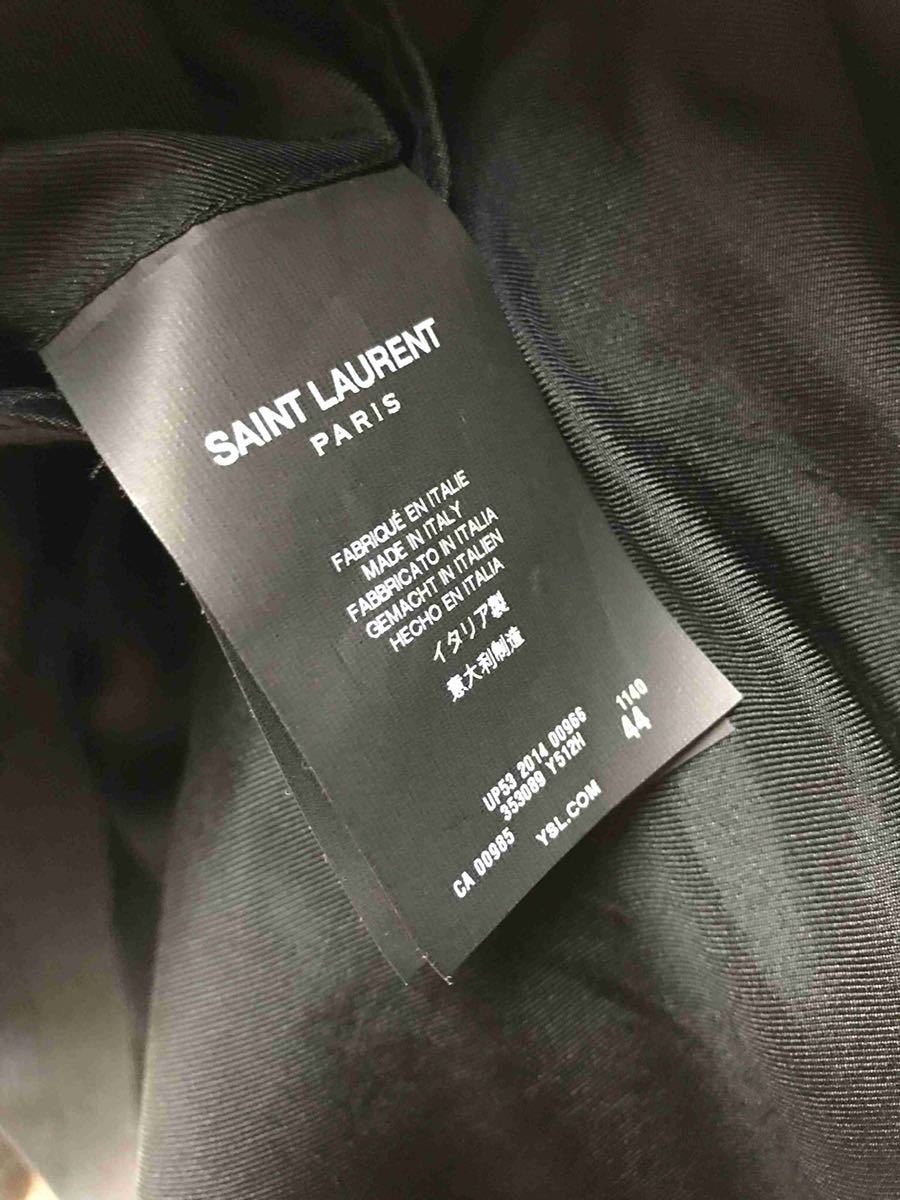 SAINT LAURENT
PARIS
FABRIQUÉ EN ITALIE
MADE IN ITALY
FABBRICATO IN ITALIA
GEMACHT IN ITALIEN
HECHO EN ITALIA
イタリア製
意大利制造
UP53 2014 00966 1140
353089 Y512H 44
CA 00985 YSL.COM